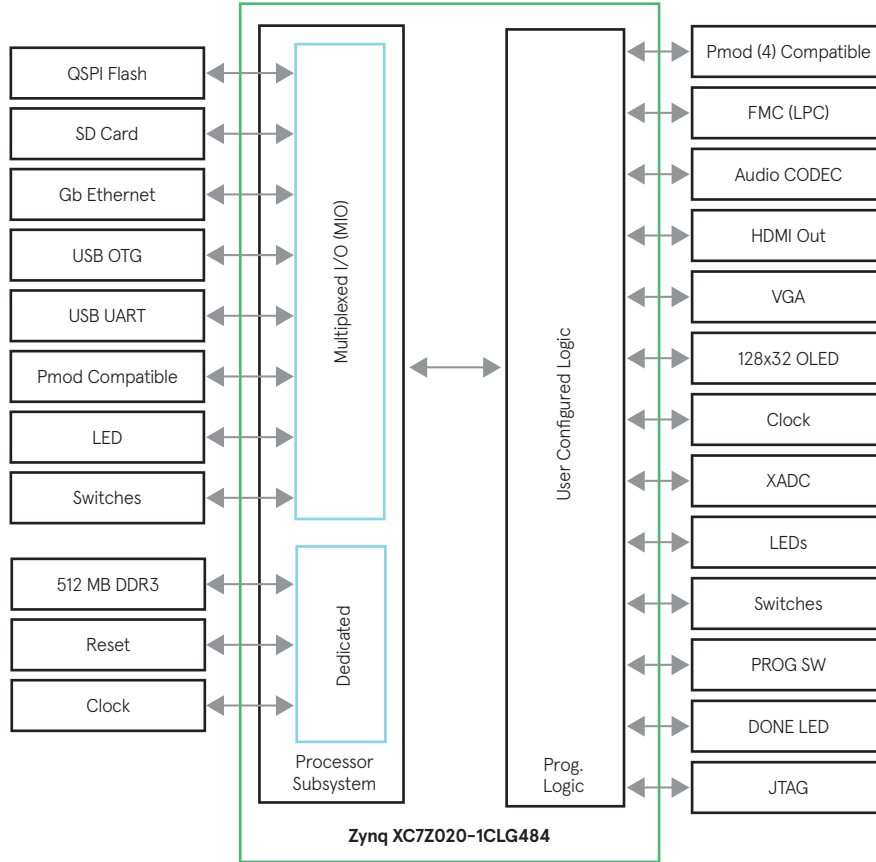 QSPI Flash
SD Card
Gb Ethernet
USB OTG
USB UART
Pmod Compatible
LED
Switches
512 MB DDR3
Reset
Clock
Multiplexed I/O (MIO)
Dedicated
Processor
Subsystem
User Configured Logic
Prog.
Logic
Pmod (4) Compatible
FMC (LPC)
Audio CODEC
HDMI Out
VGA
128x32 OLED
Clock
XADC
LEDs
Switches
PROG SW
DONE LED
JTAG
Zynq XC7Z020-1CLG484